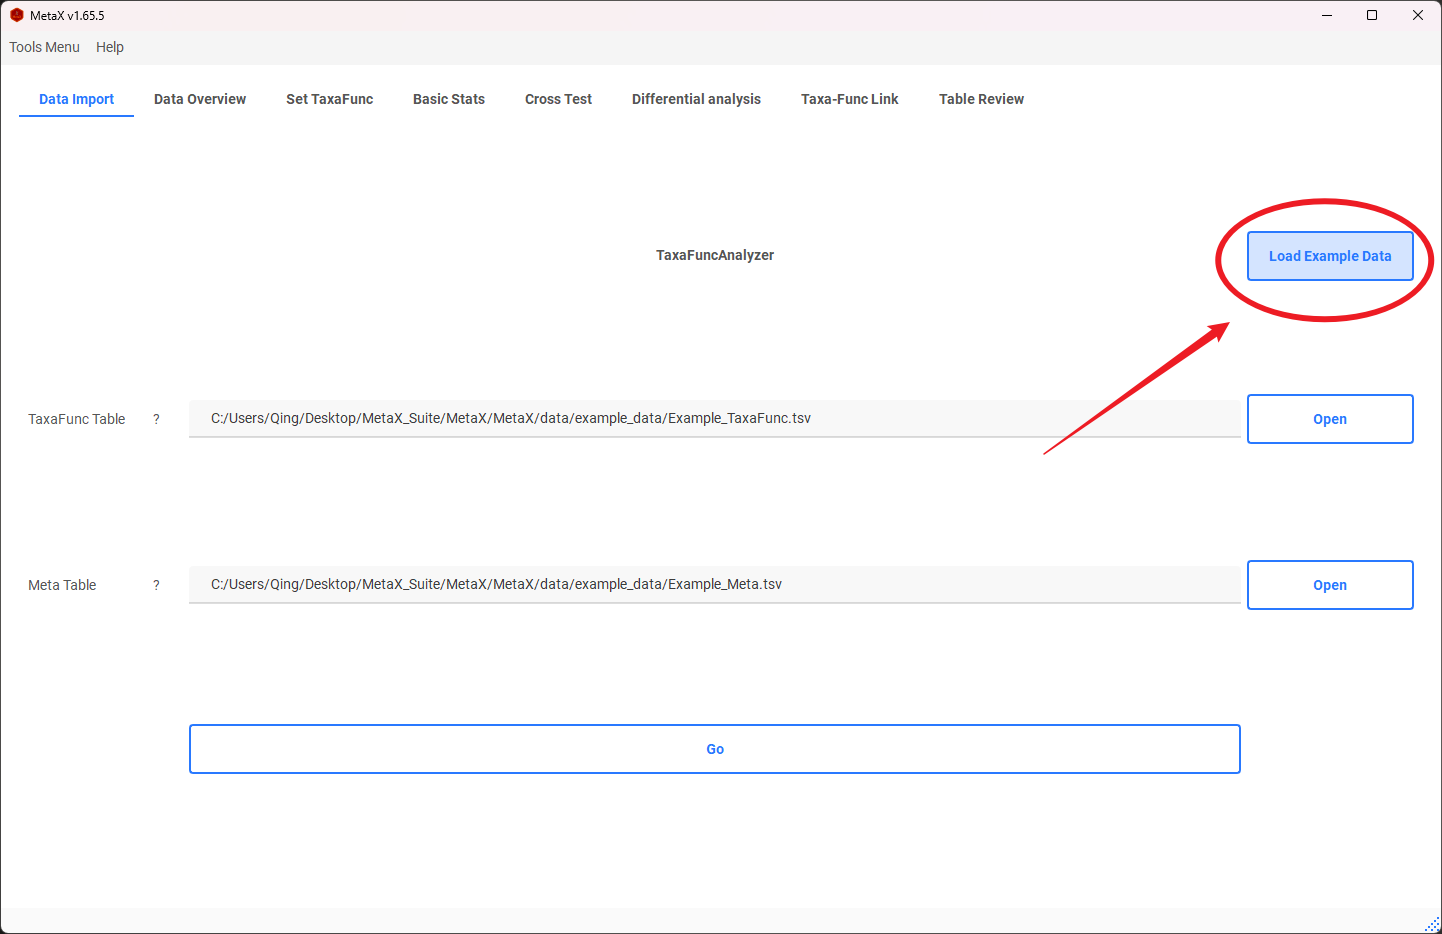 MetaX v1.65.5
Tools Menu Help
Data Import Data Overview Set TaxaFunc Basic Stats Cross Test Differential analysis Taxa-Func Link Table Review
TaxaFuncAnalyzer Load Example Data
TaxaFunc Table ? C:/Users/Qing/Desktop/MetaX_Suite/MetaX/MetaX/data/example_data/Example_TaxaFunc.tsv Open
Meta Table ? C:/Users/Qing/Desktop/MetaX_Suite/MetaX/MetaX/data/example_data/Example_Meta.tsv Open
Go